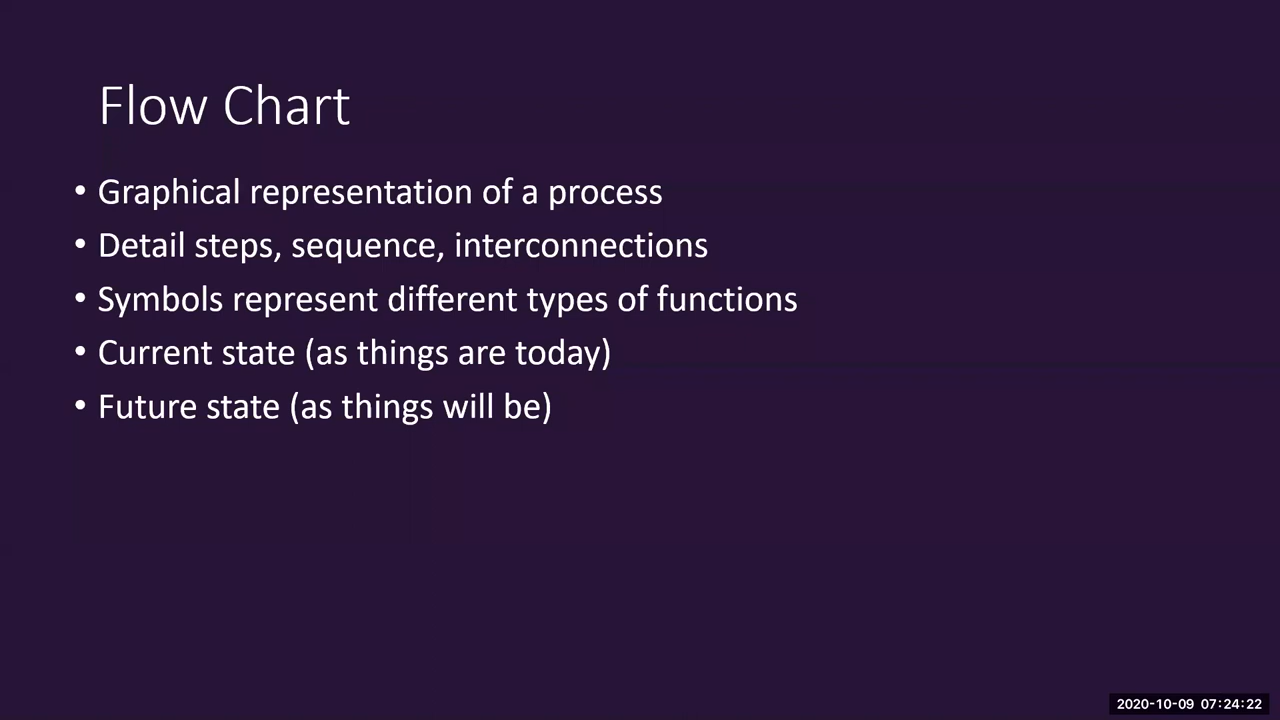 Flow Chart
• Graphical representation of a process
• Detail steps, sequence, interconnections
• Symbols represent different types of functions
• Current state (as things are today)
• Future state (as things will be)
2020-10-09 07:24:22